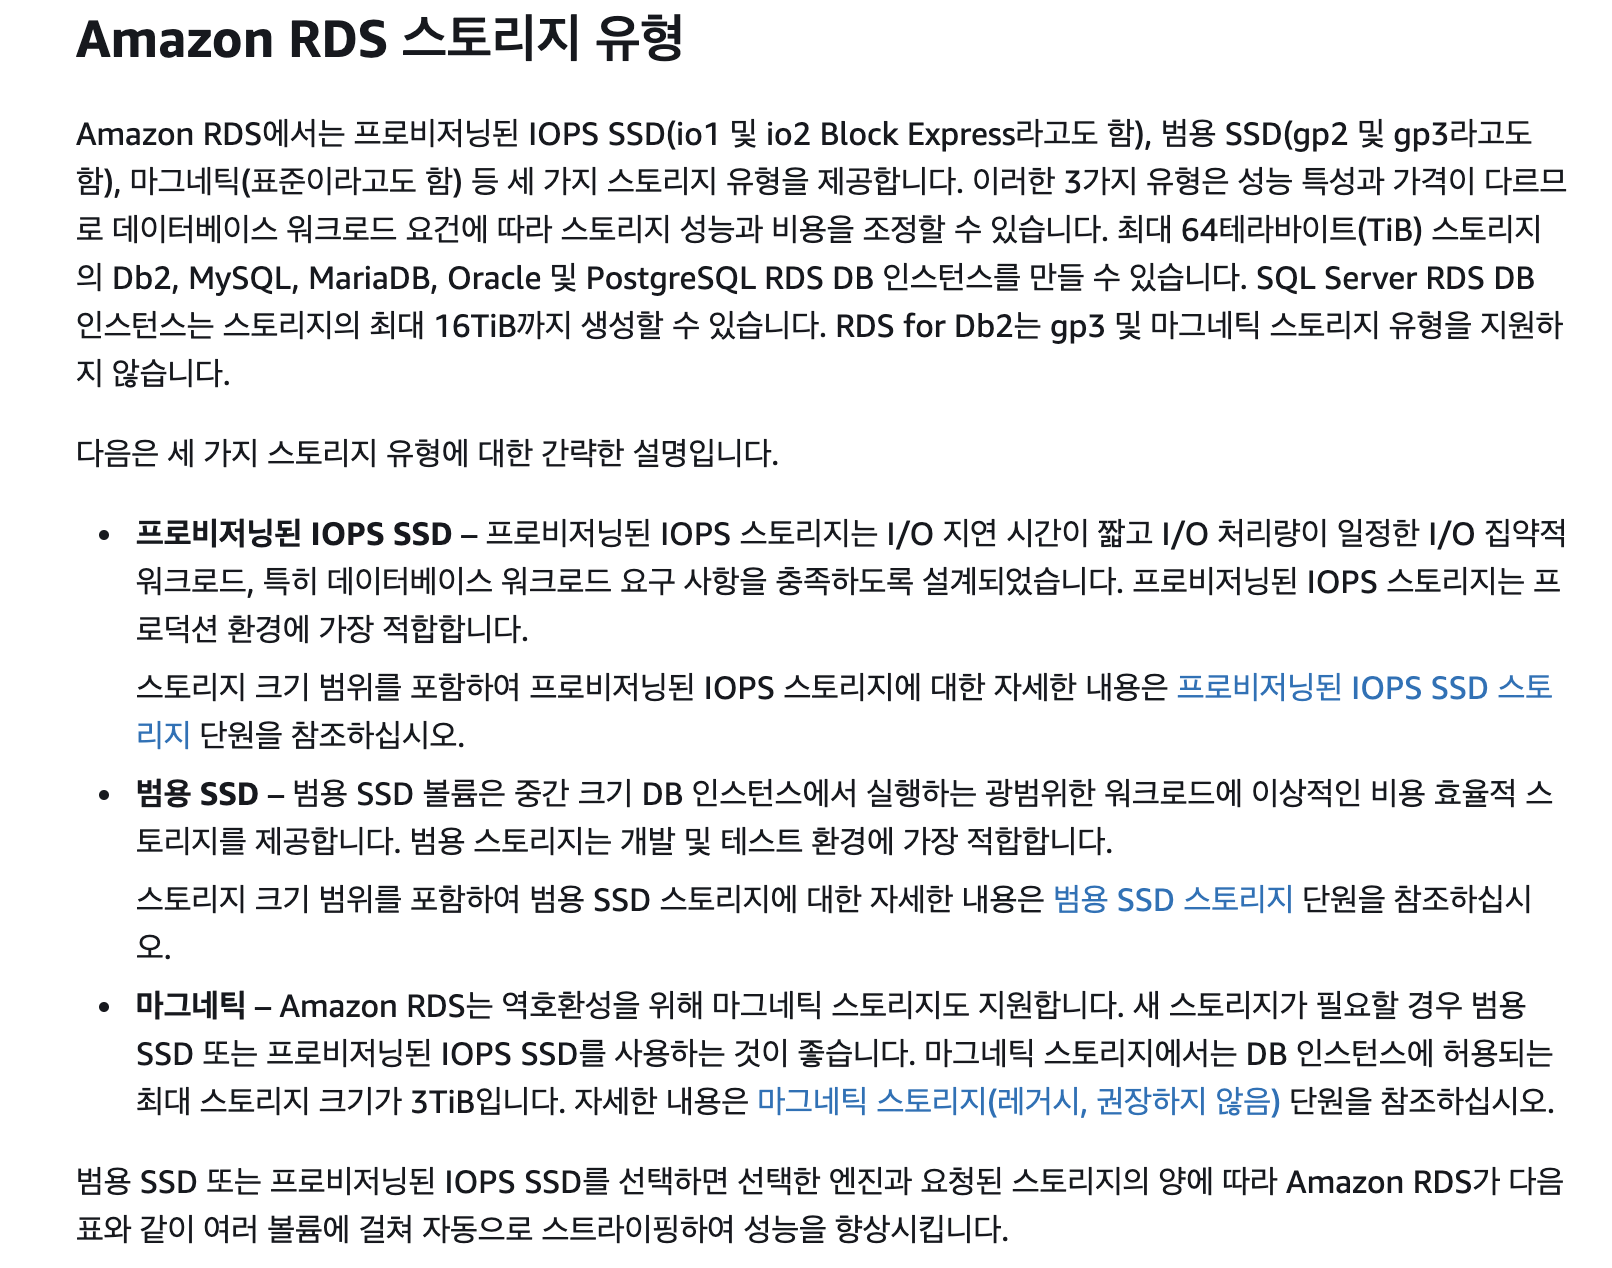 Amazon RDS 스토리지 유형
Amazon RDS에서는 프로비저닝된 IOPS SSD(io1 및 io2 Block Express라고도 함), 범용 SSD(gp2 및 gp3라고도
함), 마그네틱(표준이라고도 함) 등 세 가지 스토리지 유형을 제공합니다. 이러한 3가지 유형은 성능 특성과 가격이 다르므
로 데이터베이스 워크로드 요건에 따라 스토리지 성능과 비용을 조정할 수 있습니다. 최대 64테라바이트(TiB) 스토리지
의 Db2, MySQL, MariaDB, Oracle 및 PostgreSQL RDS DB 인스턴스를 만들 수 있습니다. SQL Server RDS DB
인스턴스는 스토리지의 최대 16TiB까지 생성할 수 있습니다. RDS for Db2는 gp3 및 마그네틱 스토리지 유형을 지원하
지 않습니다.
다음은 세 가지 스토리지 유형에 대한 간략한 설명입니다.
• 프로비저닝된 IOPS SSD – 프로비저닝된 IOPS 스토리지는 I/O 지연 시간이 짧고 I/O 처리량이 일정한 I/O 집약적
워크로드, 특히 데이터베이스 워크로드 요구 사항을 충족하도록 설계되었습니다. 프로비저닝된 IOPS 스토리지는 프
로덕션 환경에 가장 적합합니다.
스토리지 크기 범위를 포함하여 프로비저닝된 IOPS 스토리지에 대한 자세한 내용은 프로비저닝된 IOPS SSD 스토
리지 단원을 참조하십시오.
• 범용 SSD – 범용 SSD 볼륨은 중간 크기 DB 인스턴스에서 실행하는 광범위한 워크로드에 이상적인 비용 효율적 스
토리지를 제공합니다. 범용 스토리지는 개발 및 테스트 환경에 가장 적합합니다.
스토리지 크기 범위를 포함하여 범용 SSD 스토리지에 대한 자세한 내용은 범용 SSD 스토리지 단원을 참조하십시
오.
• 마그네틱 – Amazon RDS는 역호환성을 위해 마그네틱 스토리지도 지원합니다. 새 스토리지가 필요할 경우 범용
SSD 또는 프로비저닝된 IOPS SSD를 사용하는 것이 좋습니다. 마그네틱 스토리지에서는 DB 인스턴스에 허용되는
최대 스토리지 크기가 3TiB입니다. 자세한 내용은 마그네틱 스토리지(레거시, 권장하지 않음) 단원을 참조하십시오.
범용 SSD 또는 프로비저닝된 IOPS SSD를 선택하면 선택한 엔진과 요청된 스토리지의 양에 따라 Amazon RDS가 다음
표와 같이 여러 볼륨에 걸쳐 자동으로 스트라이핑하여 성능을 향상시킵니다.